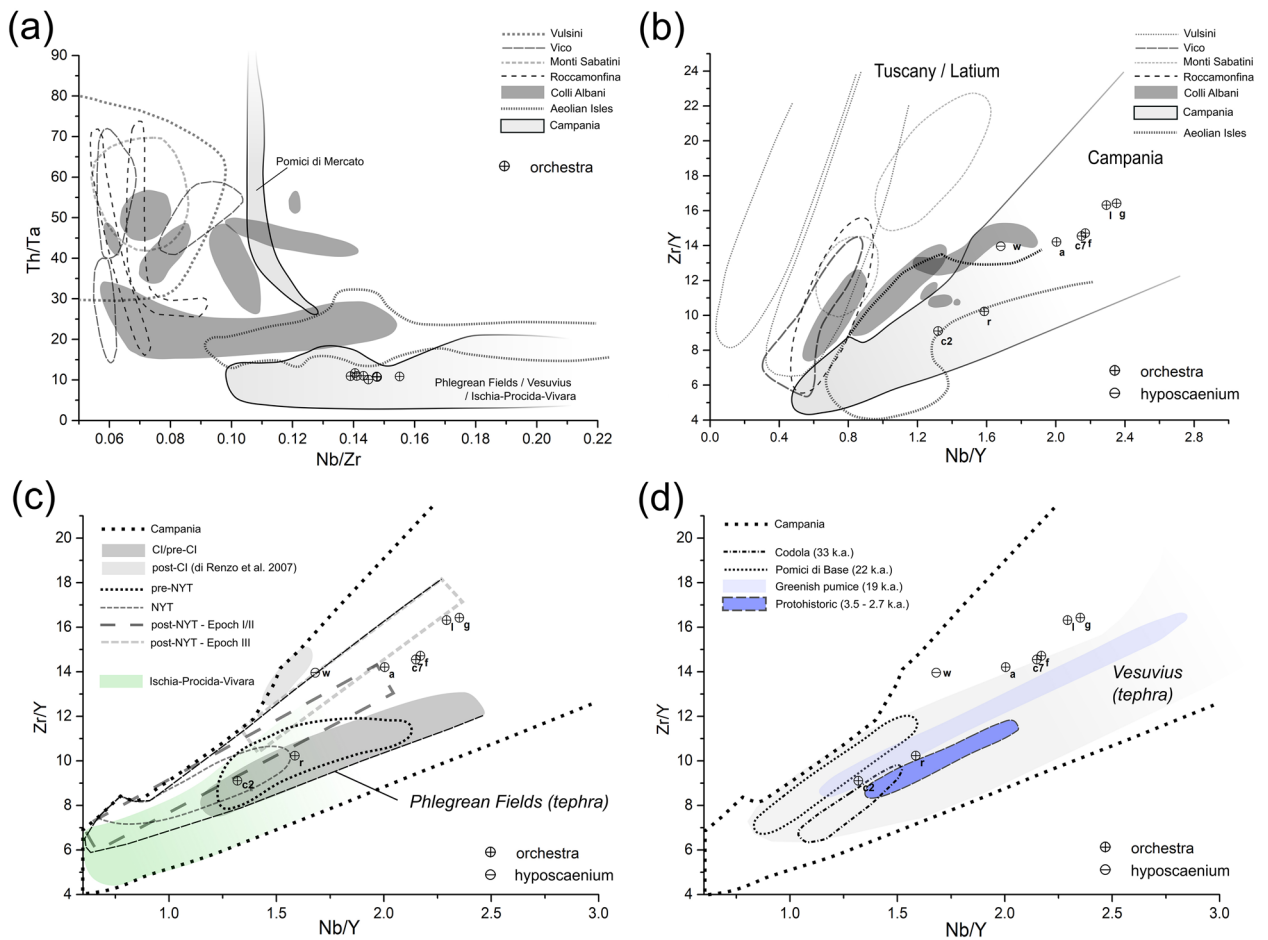 (a)
Vulsini
Vico
Monti Sabatini
Roccamonfina
Colli Albani
Aeolian Isles
Campania
orchestra
Pomici di Mercato
Phlegrean Fields / Vesuvius
/ Ischia-Procida-Vivara
Th/Ta
90
80
70
60
50
40
30
20
10
0
0.06 0.08 0.10 0.12 0.14 0.16 0.18 0.20 0.22
Nb/Zr
(b)
Vulsini
Vico
Monti Sabatini
Roccamonfina
Colli Albani
Campania
Aeolian Isles
Tuscany / Latium
Campania
l g
w
a
c7 f
r
c2
orchestra
hyposcaenium
Zr/Y
24
22
20
18
16
14
12
10
8
6
4
0.0 0.4 0.8 1.2 1.6 2.0 2.4 2.8
Nb/Y
(c)
Campania
CI/pre-CI
post-CI (di Renzo et al. 2007)
pre-NYT
NYT
post-NYT - Epoch I/II
post-NYT - Epoch III
Ischia-Procida-Vivara
l g
w
a
c7 f
r
c2
Phlegrean Fields (tephra)
orchestra
hyposcaenium
Zr/Y
20
18
16
14
12
10
8
6
4
1.0 1.5 2.0 2.5 3.0
Nb/Y
(d)
Campania
Codola (33 k.a.)
Pomici di Base (22 k.a.)
Greenish pumice (19 k.a.)
Protohistoric (3.5 - 2.7 k.a.)
l g
w
a
c7 f
r
c2
Vesuvius
(tephra)
orchestra
hyposcaenium
Zr/Y
20
18
16
14
12
10
8
6
4
1.0 1.5 2.0 2.5 3.0
Nb/Y